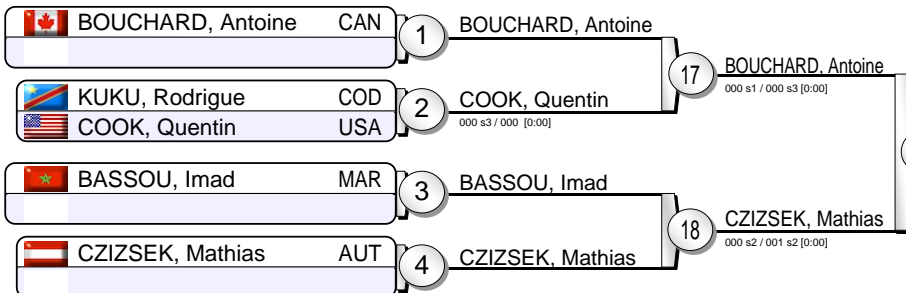 BOUCHARD, Antoine CAN
1
BOUCHARD, Antoine
KUKU, Rodrigue COD
COOK, Quentin USA
2
COOK, Quentin
000 s3 / 000 [0:00]
17
BOUCHARD, Antoine
000 s1 / 000 s3 [0:00]
BASSOU, Imad MAR
3
BASSOU, Imad
CZIZSEK, Mathias AUT
4
CZIZSEK, Mathias
18
CZIZSEK, Mathias
000 s2 / 001 s2 [0:00]